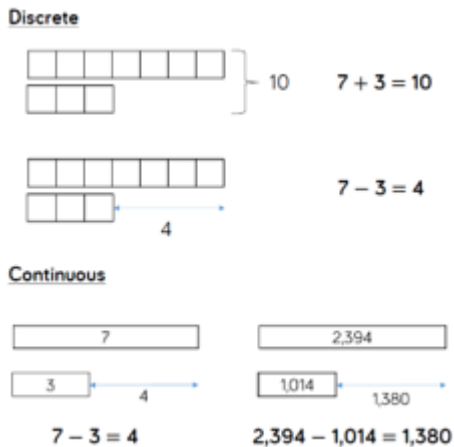 Discrete
10 7 + 3 = 10
7 − 3 = 4
4
Continuous
7 2,394
3 4 1,014 1,380
7 − 3 = 4 2,394 − 1,014 = 1,380